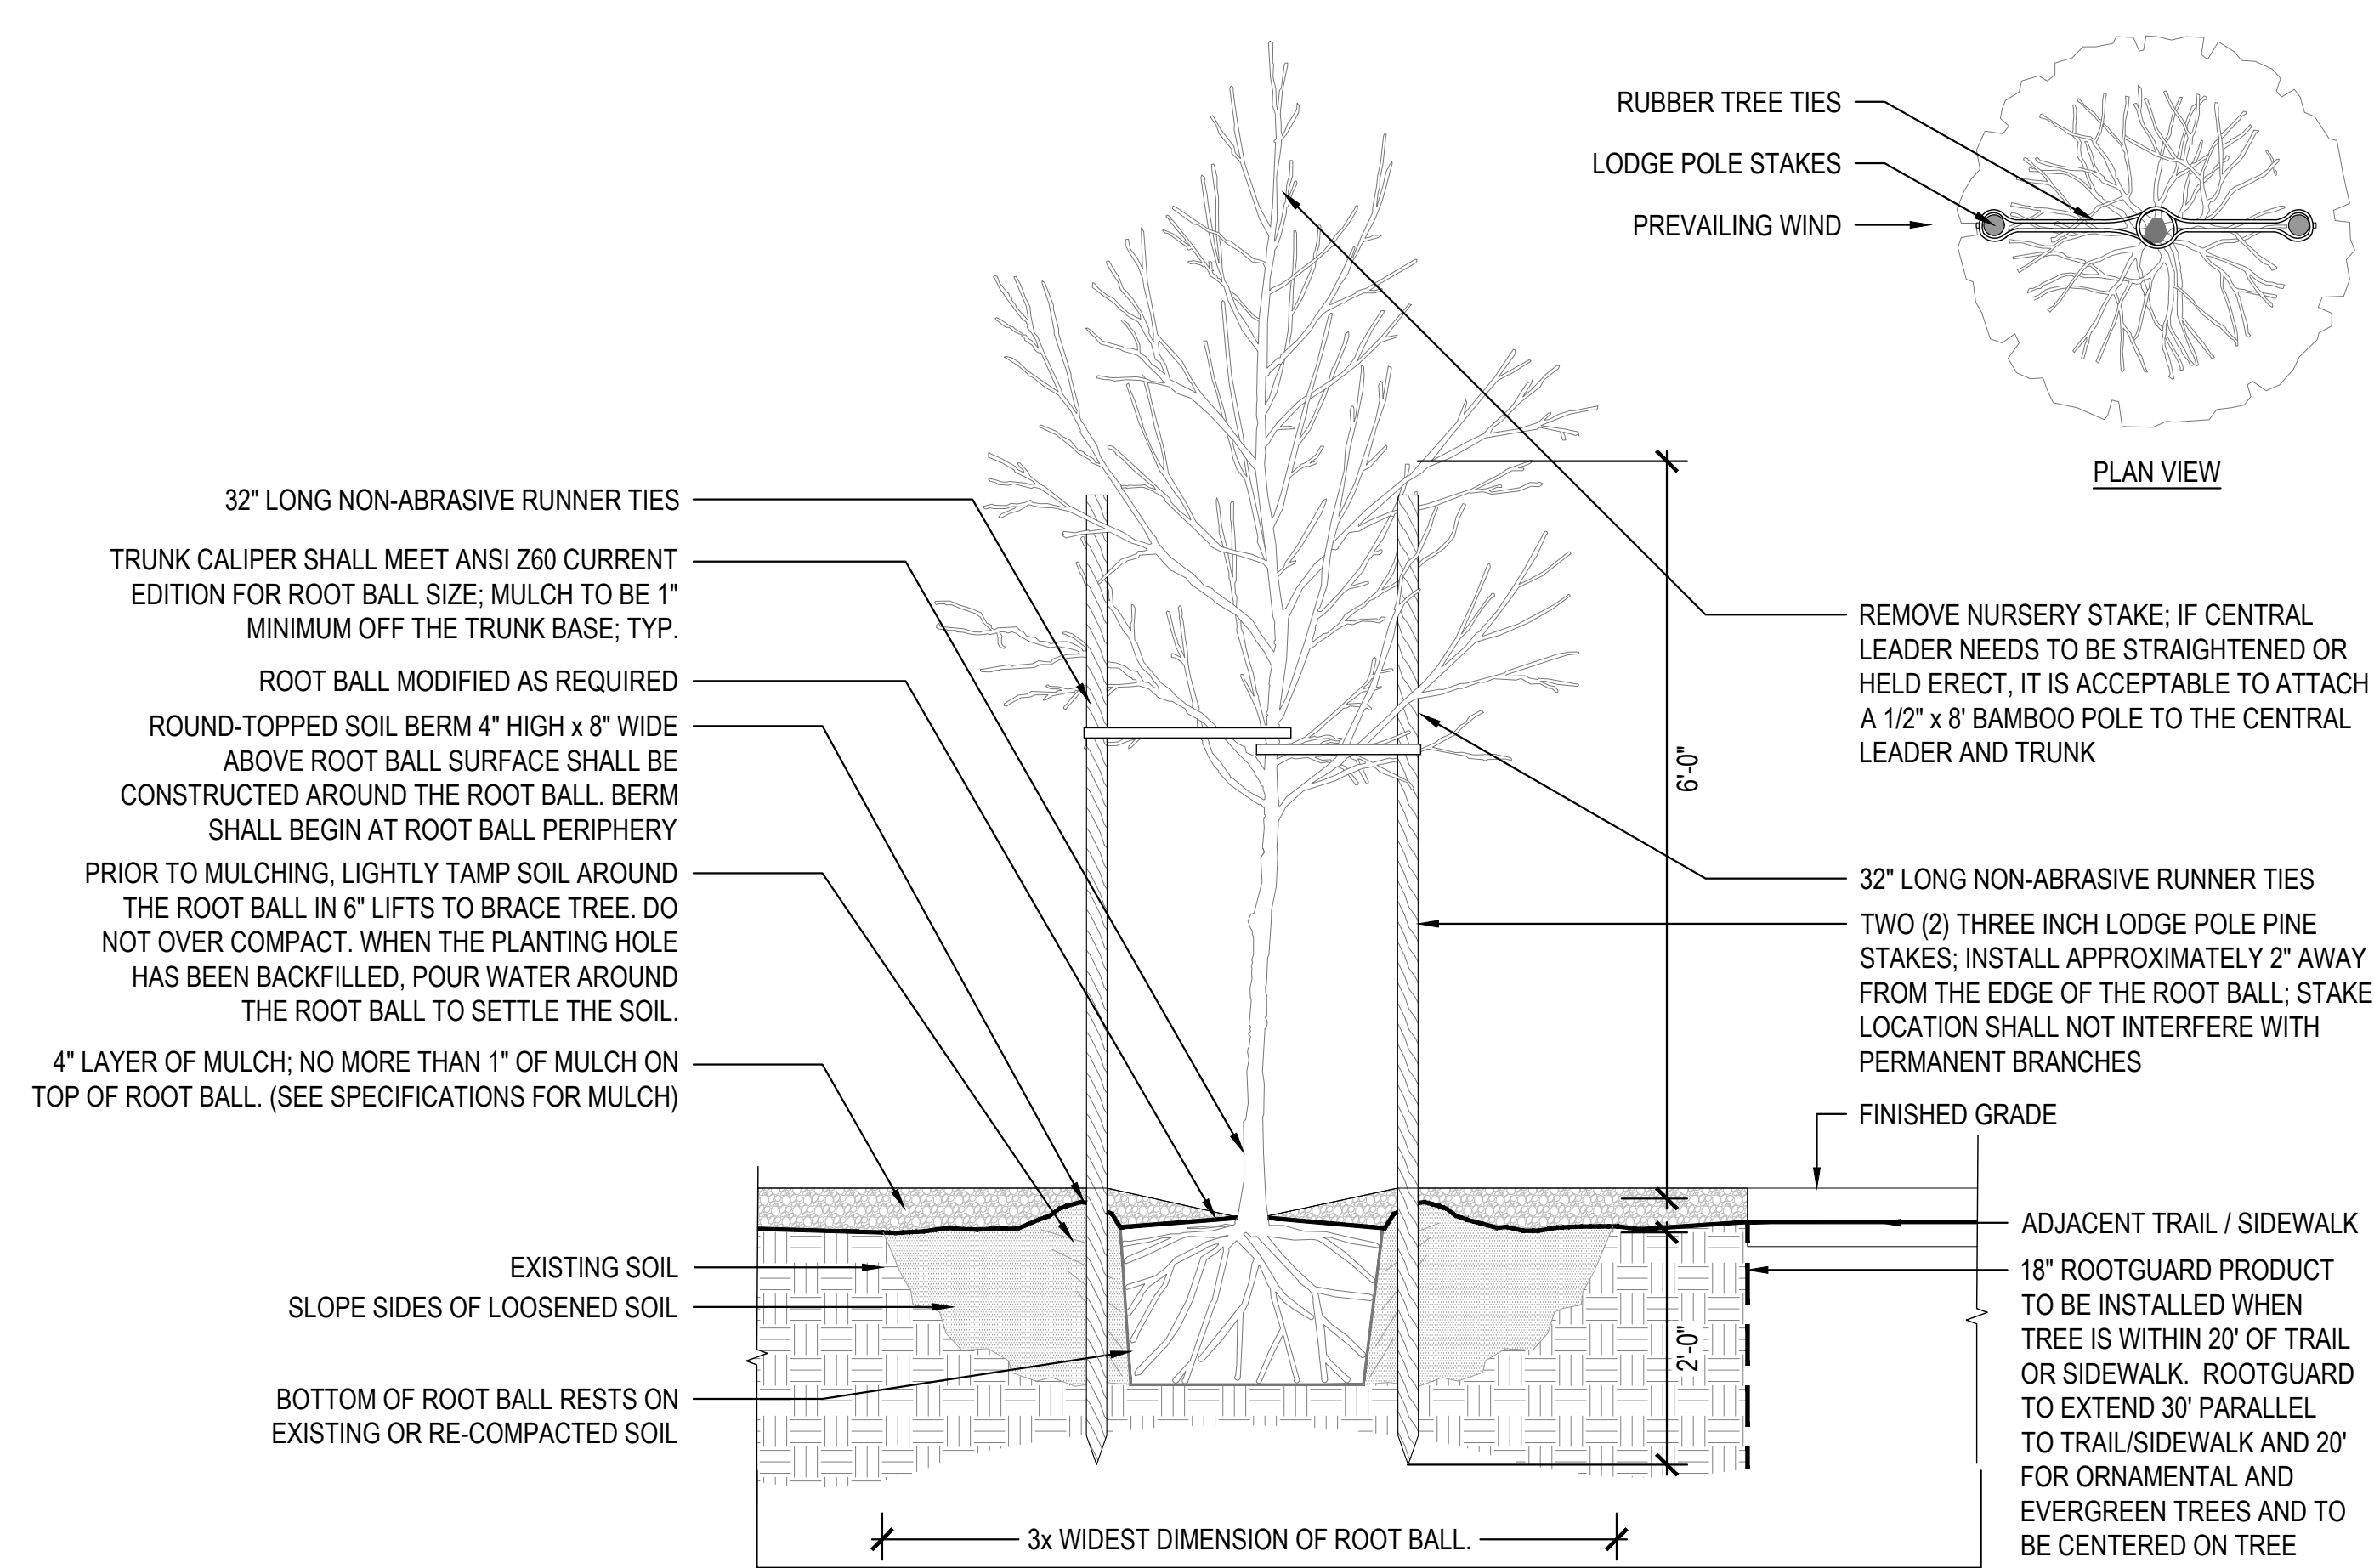 RUBBER TREE TIES
LODGE POLE STAKES
PREVAILING WIND
PLAN VIEW
32" LONG NON-ABRASIVE RUNNER TIES
TRUNK CALIPER SHALL MEET ANSI Z60 CURRENT
EDITION FOR ROOT BALL SIZE; MULCH TO BE 1"
MINIMUM OFF THE TRUNK BASE; TYP.
ROOT BALL MODIFIED AS REQUIRED
ROUND-TOPPED SOIL BERM 4" HIGH x 8" WIDE
ABOVE ROOT BALL SURFACE SHALL BE
CONSTRUCTED AROUND THE ROOT BALL. BERM
SHALL BEGIN AT ROOT BALL PERIPHERY
PRIOR TO MULCHING, LIGHTLY TAMP SOIL AROUND
THE ROOT BALL IN 6" LIFTS TO BRACE TREE. DO
NOT OVER COMPACT. WHEN THE PLANTING HOLE
HAS BEEN BACKFILLED, POUR WATER AROUND
THE ROOT BALL TO SETTLE THE SOIL.
4" LAYER OF MULCH; NO MORE THAN 1" OF MULCH ON
TOP OF ROOT BALL. (SEE SPECIFICATIONS FOR MULCH)
EXISTING SOIL
SLOPE SIDES OF LOOSENED SOIL
BOTTOM OF ROOT BALL RESTS ON
EXISTING OR RE-COMPACTED SOIL
3x WIDEST DIMENSION OF ROOT BALL.
6'-0"
2'-0"
REMOVE NURSERY STAKE; IF CENTRAL
LEADER NEEDS TO BE STRAIGHTENED OR
HELD ERECT, IT IS ACCEPTABLE TO ATTACH
A 1/2" x 8' BAMBOO POLE TO THE CENTRAL
LEADER AND TRUNK
32" LONG NON-ABRASIVE RUNNER TIES
TWO (2) THREE INCH LODGE POLE PINE
STAKES; INSTALL APPROXIMATELY 2" AWAY
FROM THE EDGE OF THE ROOT BALL; STAKE
LOCATION SHALL NOT INTERFERE WITH
PERMANENT BRANCHES
FINISHED GRADE
ADJACENT TRAIL / SIDEWALK
18" ROOTGUARD PRODUCT
TO BE INSTALLED WHEN
TREE IS WITHIN 20' OF TRAIL
OR SIDEWALK. ROOTGUARD
TO EXTEND 30' PARALLEL
TO TRAIL/SIDEWALK AND 20'
FOR ORNAMENTAL AND
EVERGREEN TREES AND TO
BE CENTERED ON TREE